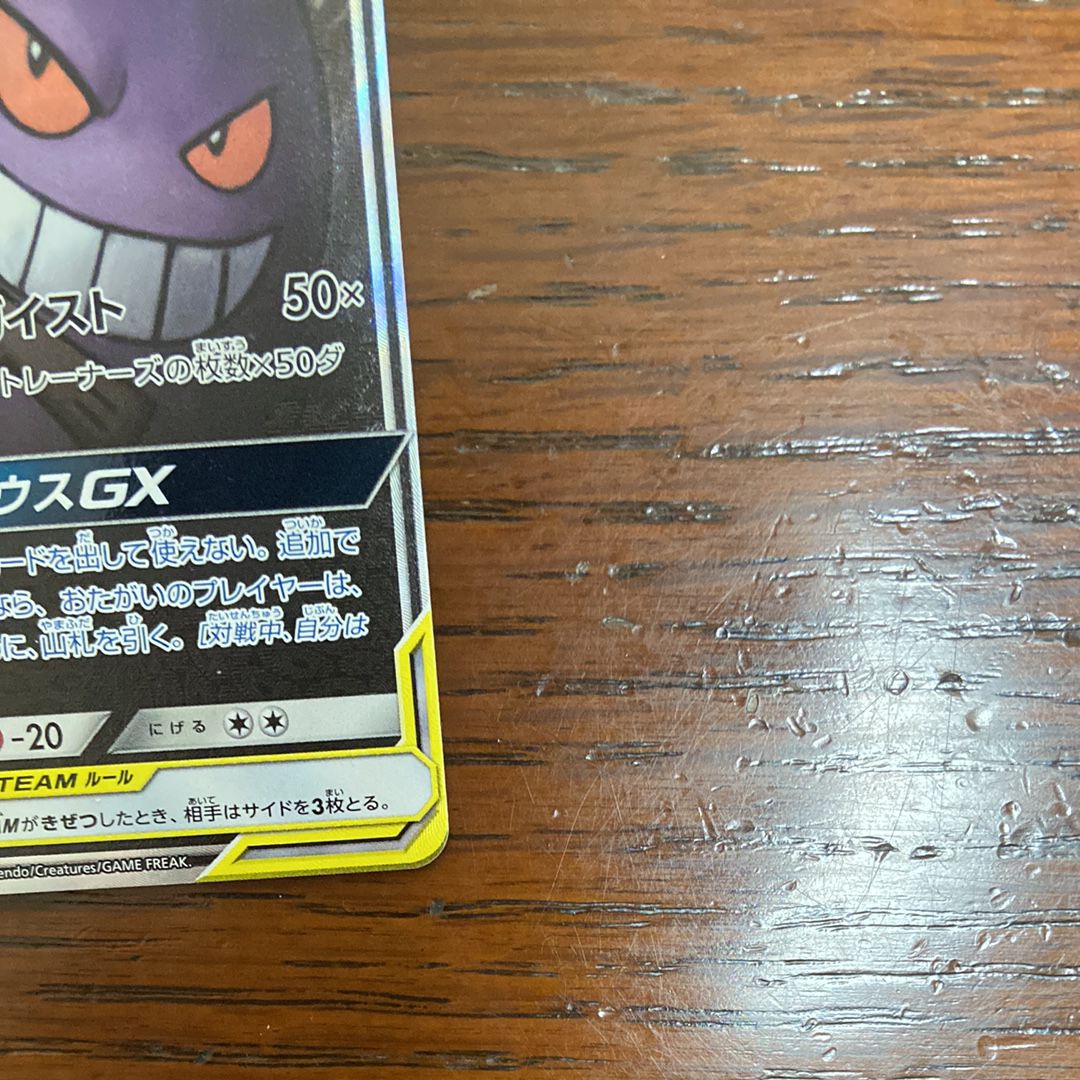 ガイスト 50×
トレーナーズの枚数×50ダ
ウスGX
ードを出して使えない。追加で
なら、おたがいのプレイヤーは、
に、山札を引く。[対戦中、自分は
-20 にげる
TEAM ルール
Mがきぜつしたとき、相手はサイドを3枚とる。
endo/Creatures/GAME FREAK.